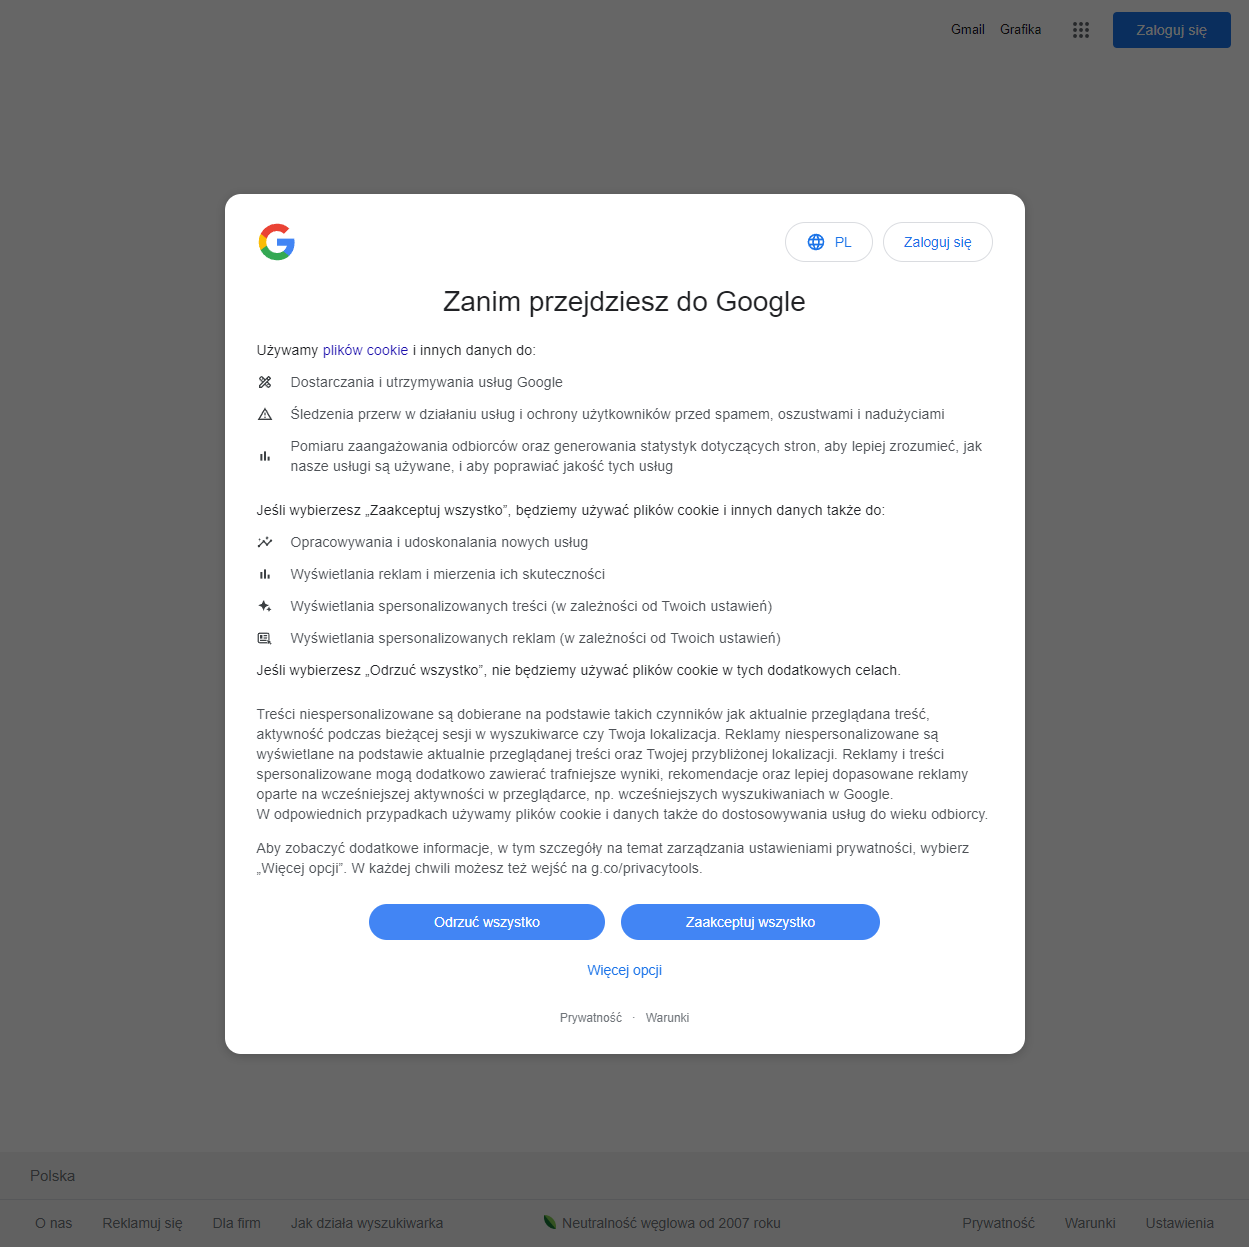 Gmail Grafika Zaloguj się
PL Zaloguj się
Zanim przejdziesz do Google
Używamy plików cookie i innych danych do:
Dostarczania i utrzymywania usług Google
Śledzenia przerw w działaniu usług i ochrony użytkowników przed spamem, oszustwami i nadużyciami
Pomiaru zaangażowania odbiorców oraz generowania statystyk dotyczących stron, aby lepiej zrozumieć, jak
nasze usługi są używane, i aby poprawiać jakość tych usług
Jeśli wybierzesz „Zaakceptuj wszystko”, będziemy używać plików cookie i innych danych także do:
Opracowywania i udoskonalania nowych usług
Wyświetlania reklam i mierzenia ich skuteczności
Wyświetlania spersonalizowanych treści (w zależności od Twoich ustawień)
Wyświetlania spersonalizowanych reklam (w zależności od Twoich ustawień)
Jeśli wybierzesz „Odrzuć wszystko”, nie będziemy używać plików cookie w tych dodatkowych celach.
Treści niespersonalizowane są dobierane na podstawie takich czynników jak aktualnie przeglądana treść,
aktywność podczas bieżącej sesji w wyszukiwarce czy Twoja lokalizacja. Reklamy niespersonalizowane są
wyświetlane na podstawie aktualnie przeglądanej treści oraz Twojej przybliżonej lokalizacji. Reklamy i treści
spersonalizowane mogą dodatkowo zawierać trafniejsze wyniki, rekomendacje oraz lepiej dopasowane reklamy
oparte na wcześniejszej aktywności w przeglądarce, np. wcześniejszych wyszukiwaniach w Google.
W odpowiednich przypadkach używamy plików cookie i danych także do dostosowywania usług do wieku odbiorcy.
Aby zobaczyć dodatkowe informacje, w tym szczegóły na temat zarządzania ustawieniami prywatności, wybierz
„Więcej opcji”. W każdej chwili możesz też wejść na g.co/privacytools.
Odrzuć wszystko Zaakceptuj wszystko
Więcej opcji
Prywatność · Warunki
Polska
O nas Reklamuj się Dla firm Jak działa wyszukiwarka Neutralność węglowa od 2007 roku Prywatność Warunki Ustawienia